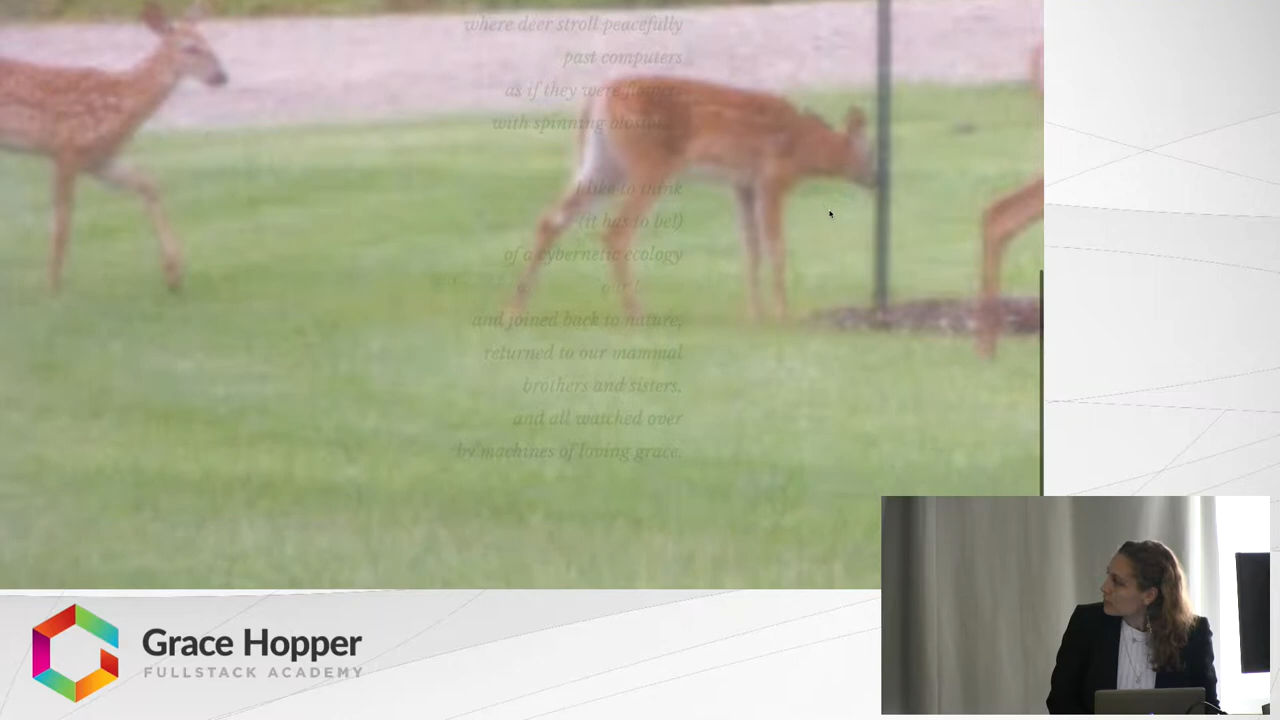 where deer stroll peacefully
past computers
as if they were flowers
with spinning
I like to think
(it has to be!)
of a cybernetic ecology
and joined back to nature,
returned to our mammal
brothers and sisters,
and all watched over
by machines of loving grace.
Grace Hopper
FULLSTACK ACADEMY